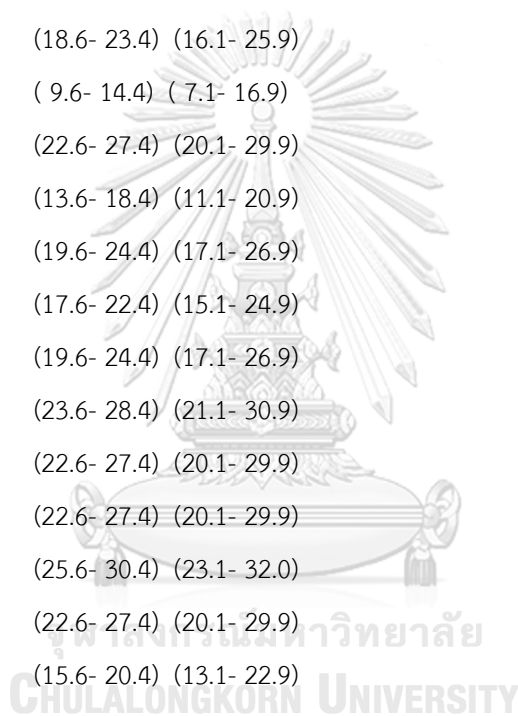 (18.6- 23.4) (16.1- 25.9)
( 9.6- 14.4) ( 7.1- 16.9)
(22.6- 27.4) (20.1- 29.9)
(13.6- 18.4) (11.1- 20.9)
(19.6- 24.4) (17.1- 26.9)
(17.6- 22.4) (15.1- 24.9)
(19.6- 24.4) (17.1- 26.9)
(23.6- 28.4) (21.1- 30.9)
(22.6- 27.4) (20.1- 29.9)
(22.6- 27.4) (20.1- 29.9)
(25.6- 30.4) (23.1- 32.0)
(22.6- 27.4) (20.1- 29.9)
จุฬาลงกรณ์มหาวิทยาลัย
(15.6- 20.4) (13.1- 22.9)
CHULALONGKORN UNIVERSITY